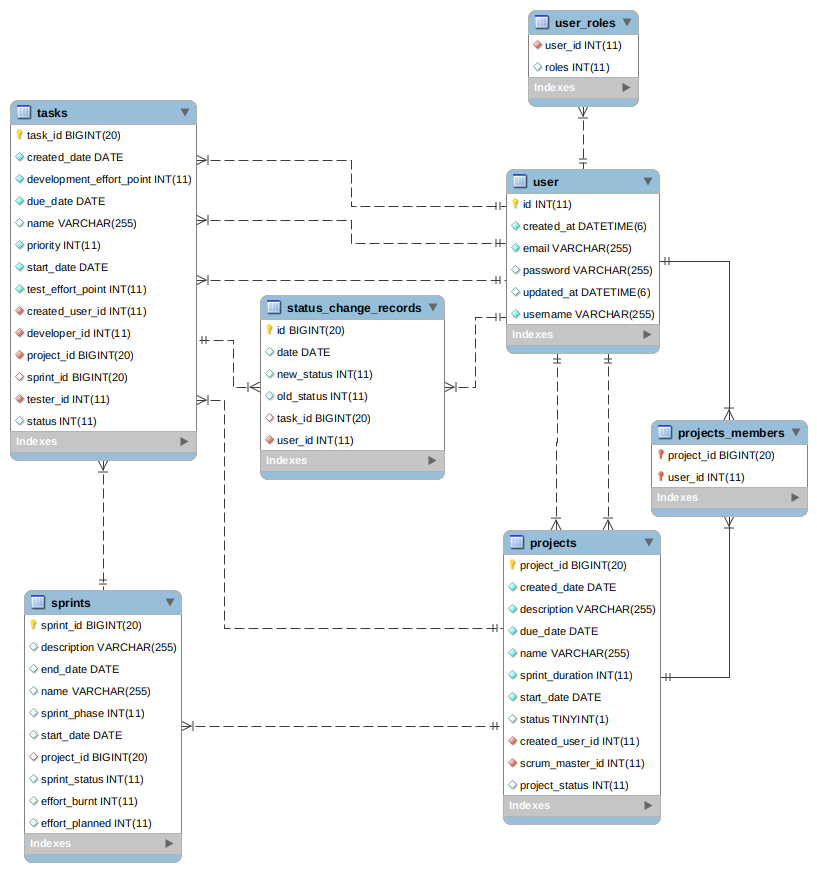 user_roles
user_id INT(11)
roles INT(11)
Indexes
tasks
task_id BIGINT(20)
created_date DATE
development_effort_point INT(11)
due_date DATE
name VARCHAR(255)
priority INT(11)
start_date DATE
test_effort_point INT(11)
created_user_id INT(11)
developer_id INT(11)
project_id BIGINT(20)
sprint_id BIGINT(20)
tester_id INT(11)
status INT(11)
Indexes
user
id INT(11)
created_at DATETIME(6)
email VARCHAR(255)
password VARCHAR(255)
updated_at DATETIME(6)
username VARCHAR(255)
Indexes
status_change_records
id BIGINT(20)
date DATE
new_status INT(11)
old_status INT(11)
task_id BIGINT(20)
user_id INT(11)
Indexes
projects_members
project_id BIGINT(20)
user_id INT(11)
Indexes
projects
project_id BIGINT(20)
created_date DATE
description VARCHAR(255)
due_date DATE
name VARCHAR(255)
sprint_duration INT(11)
start_date DATE
status TINYINT(1)
created_user_id INT(11)
scrum_master_id INT(11)
project_status INT(11)
Indexes
sprints
sprint_id BIGINT(20)
description VARCHAR(255)
end_date DATE
name VARCHAR(255)
sprint_phase INT(11)
start_date DATE
project_id BIGINT(20)
sprint_status INT(11)
effort_burnt INT(11)
effort_planned INT(11)
Indexes